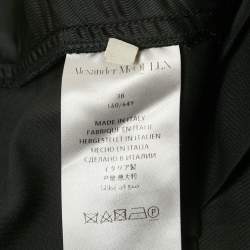 Alexander McQUEEN
38
160/64Y
MADE IN ITALY
FABRIQUÉ EN ITALIE
HERGESTELLT IN ITALIEN
HECHO EN ITALIA
СДЕЛАНО В ИТАЛИИ
イタリア製